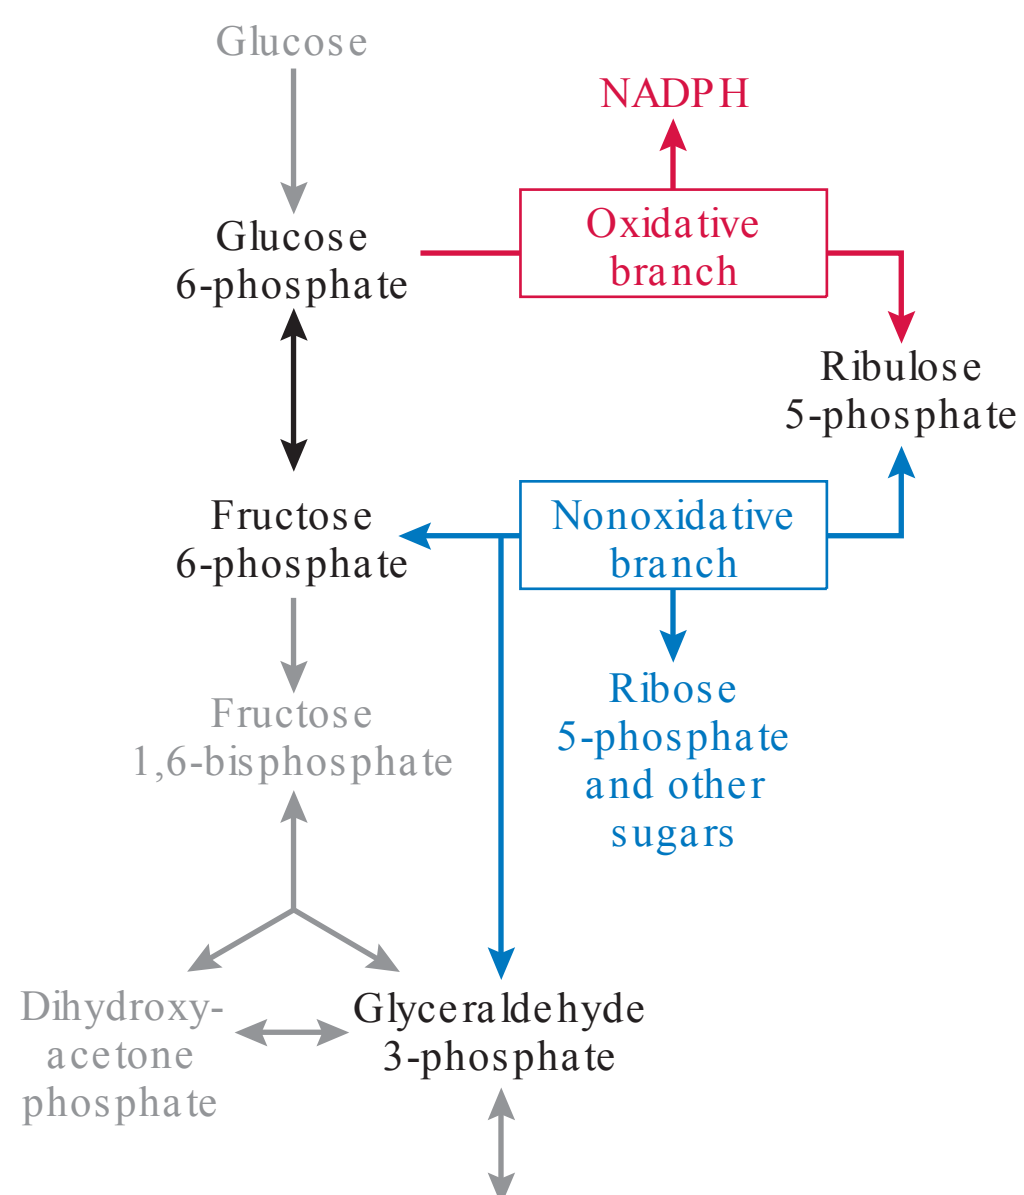 Glucose
NADPH
Glucose
6-phosphate
Oxidative
branch
Ribulose
5-phosphate
Fructose
6-phosphate
Nonoxidative
branch
Fructose
1,6-bisphosphate
Ribose
5-phosphate
and other
sugars
Dihydroxy-
acetone
phosphate
Glyceraldehyde
3-phosphate